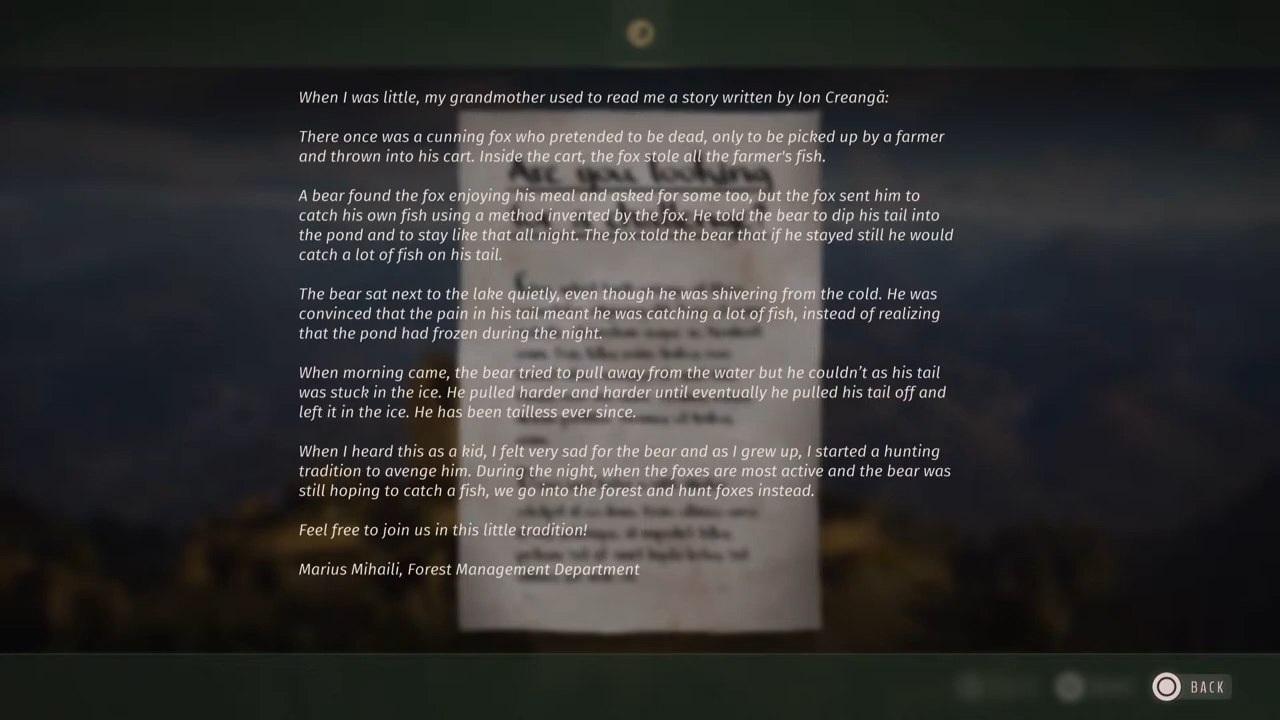 When I was little, my grandmother used to read me a story written by Ion Creangă:
There once was a cunning fox who pretended to be dead, only to be picked up by a farmer
and thrown into his cart. Inside the cart, the fox stole all the farmer's fish.
A bear found the fox enjoying his meal and asked for some too, but the fox sent him to
catch his own fish using a method invented by the fox. He told the bear to dip his tail into
the pond and to stay like that all night. The fox told the bear that if he stayed still he would
catch a lot of fish on his tail.
The bear sat next to the lake quietly, even though he was shivering from the cold. He was
convinced that the pain in his tail meant he was catching a lot of fish, instead of realizing
that the pond had frozen during the night.
When morning came, the bear tried to pull away from the water but he couldn’t as his tail
was stuck in the ice. He pulled harder and harder until eventually he pulled his tail off and
left it in the ice. He has been tailless ever since.
When I heard this as a kid, I felt very sad for the bear and as I grew up, I started a hunting
tradition to avenge him. During the night, when the foxes are most active and the bear was
still hoping to catch a fish, we go into the forest and hunt foxes instead.
Feel free to join us in this little tradition!
Marius Mihaili, Forest Management Department
Are you looking
BACK